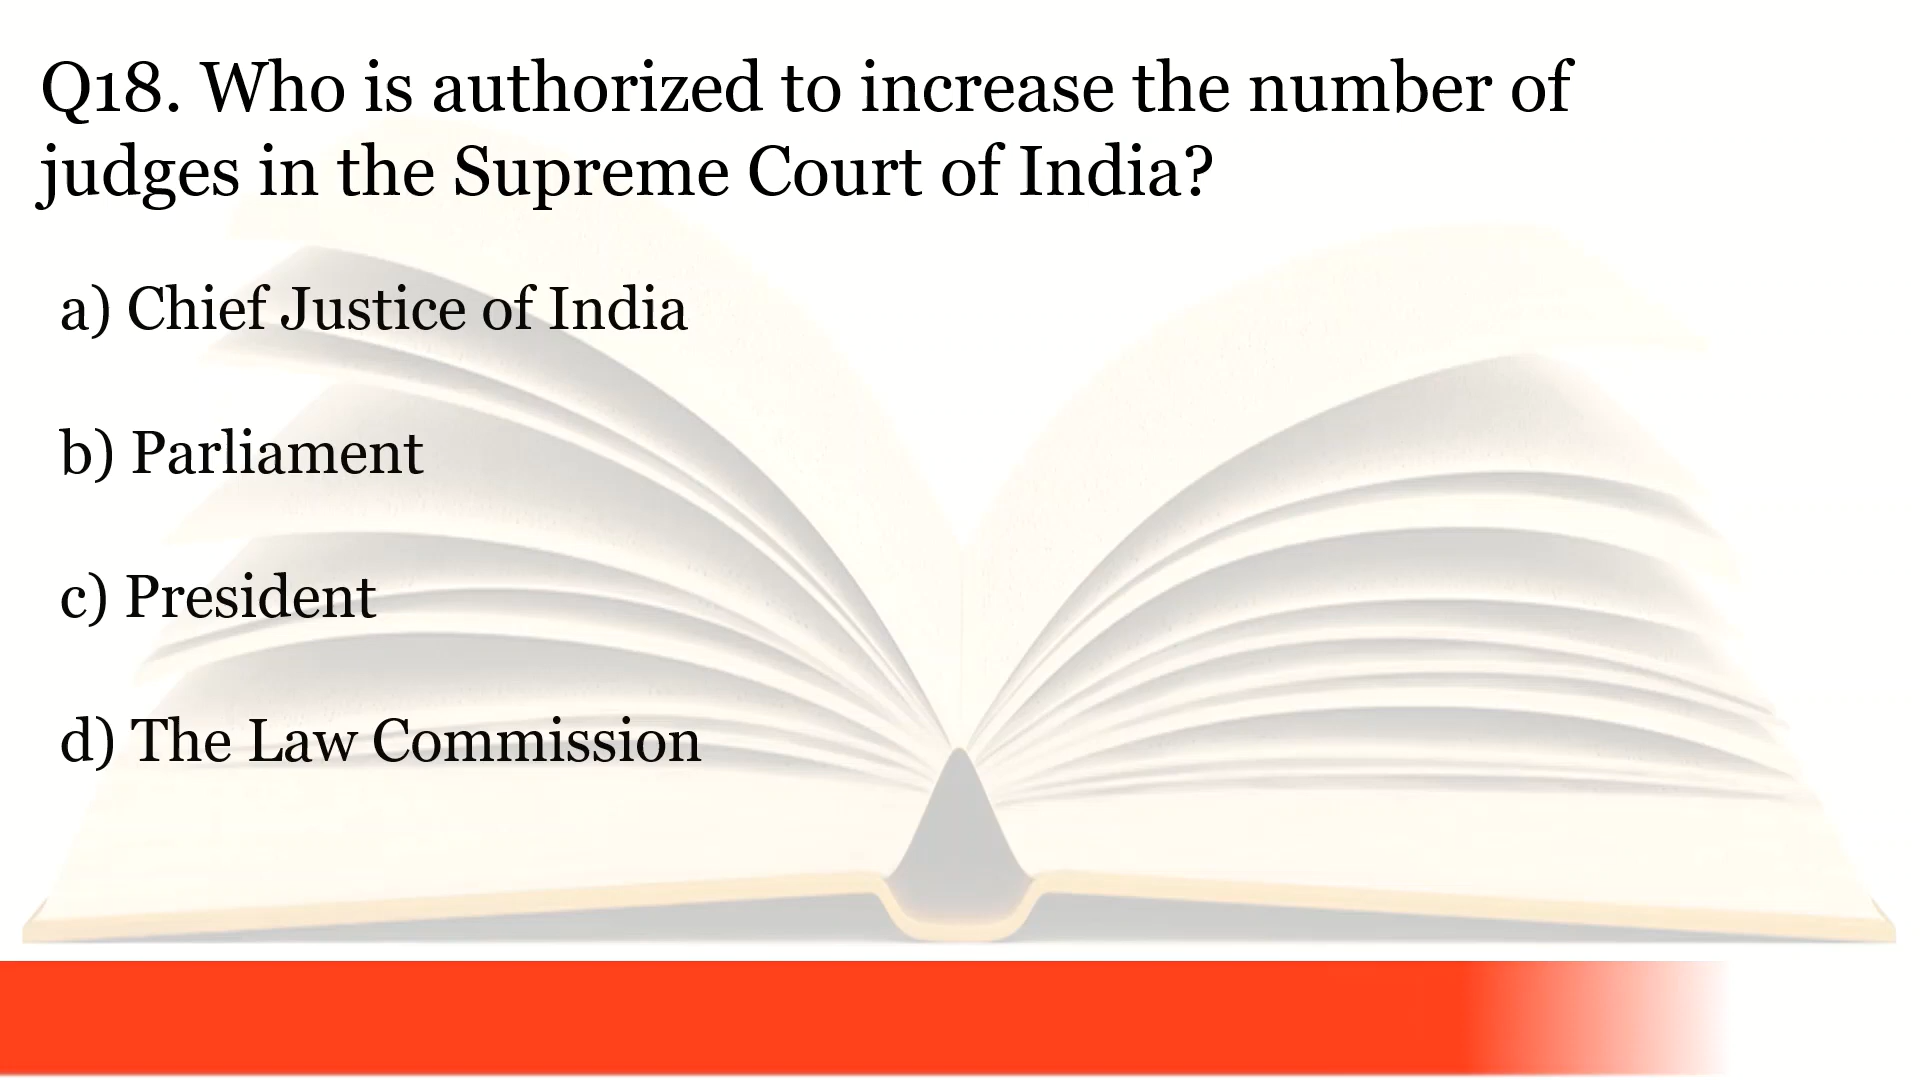 Q18. Who is authorized to increase the number of
judges in the Supreme Court of India?
a) Chief Justice of India
b) Parliament
c) President
d) The Law Commission